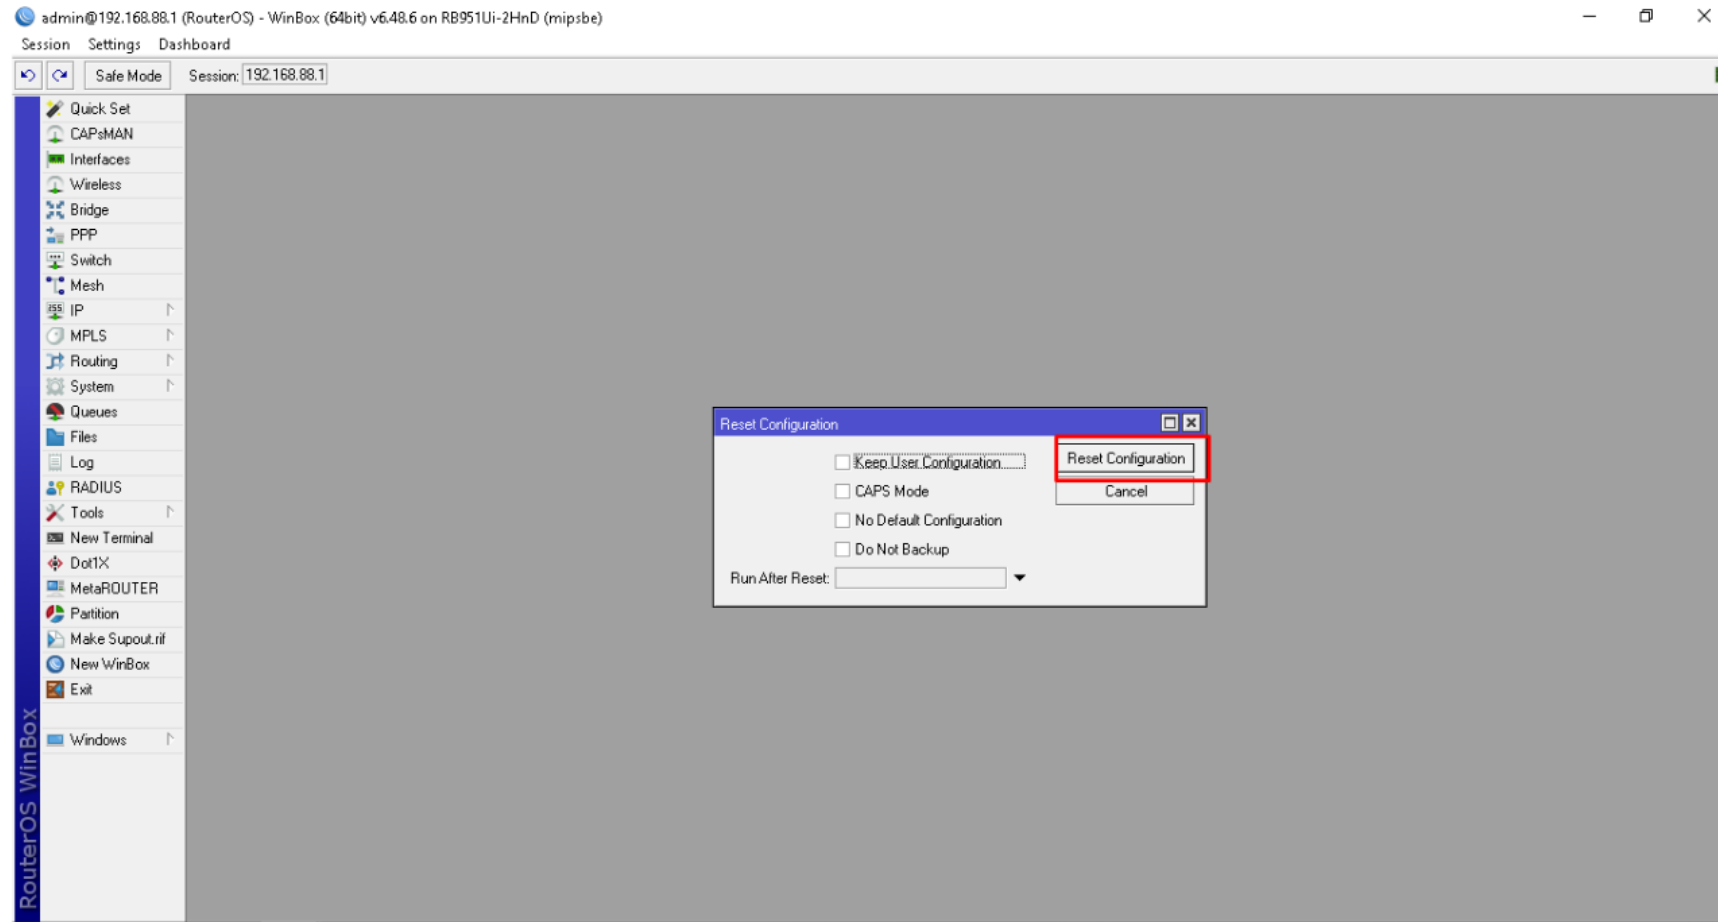 admin@192.168.88.1 (RouterOS) - WinBox (64bit) v6.48.6 on RB951Ui-2HnD (mipsbe)
Session Settings Dashboard
Safe Mode Session: 192.168.88.1
Quick Set
CAPsMAN
Interfaces
Wireless
Bridge
PPP
Switch
Mesh
IP
MPLS
Routing
System
Queues
Files
Log
RADIUS
Tools
New Terminal
Dot1X
MetaROUTER
Partition
Make Supout.rif
New WinBox
Exit
Windows
RouterOS WinBox
Reset Configuration
Keep User Configuration
CAPS Mode
No Default Configuration
Do Not Backup
Run After Reset:
Reset Configuration
Cancel